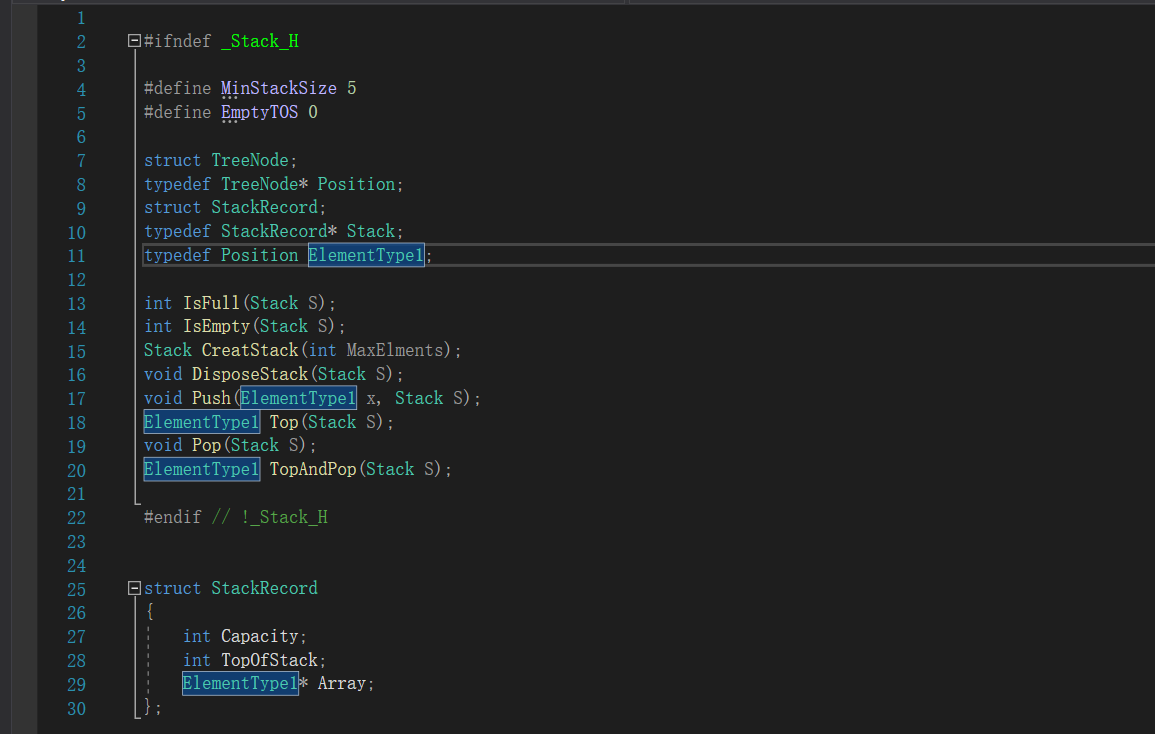 1
2 #ifndef _Stack_H
3
4 #define MinStackSize 5
5 #define EmptyTOS 0
6
7 struct TreeNode;
8 typedef TreeNode* Position;
9 struct StackRecord;
10 typedef StackRecord* Stack;
11 typedef Position ElementType1;
12
13 int IsFull(Stack S);
14 int IsEmpty(Stack S);
15 Stack CreatStack(int MaxElments);
16 void DisposeStack(Stack S);
17 void Push(ElementType1 x, Stack S);
18 ElementType1 Top(Stack S);
19 void Pop(Stack S);
20 ElementType1 TopAndPop(Stack S);
21
22 #endif // !_Stack_H
23
24
25 struct StackRecord
26 {
27 int Capacity;
28 int TopOfStack;
29 ElementType1* Array;
30 };